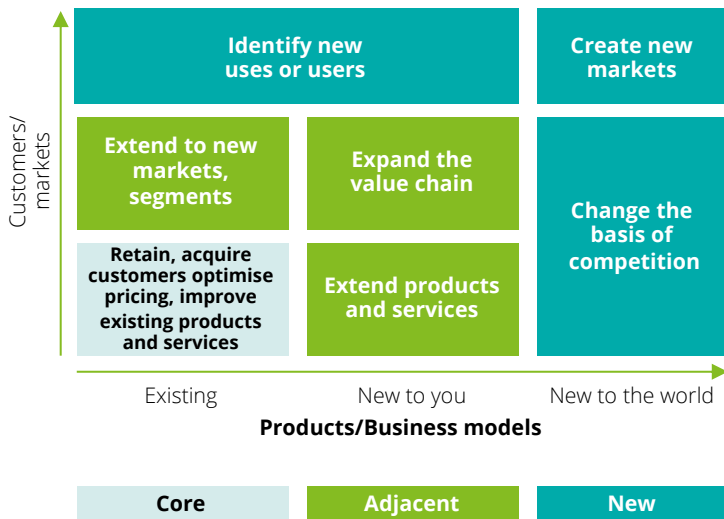 Identify new
uses or users
Create new
markets
Customers/
markets
Extend to new
markets,
segments
Expand the
value chain
Change the
basis of
competition
Retain, acquire
customers optimise
pricing, improve
existing products
and services
Extend products
and services
Existing
New to you
New to the world
Products/Business models
Core
Adjacent
New